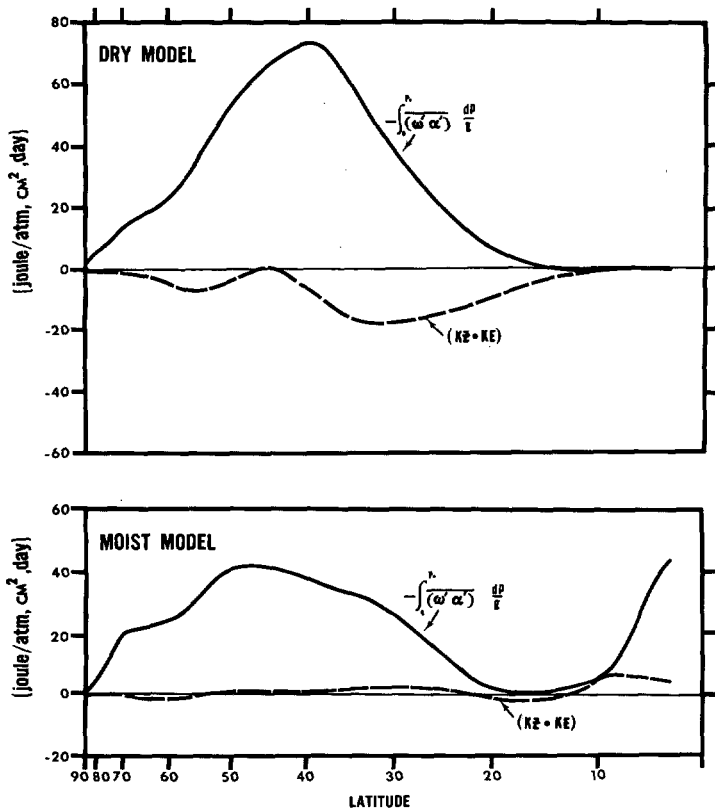 DRY MODEL
80
60
40
20
0
-20
-40
-60
[joule/atm, CM², day]
(ω' α') dP
g
(KZ • KE)
MOIST MODEL
60
40
20
0
-20
[joule/atm, CM², day]
(ω' α') dP
g
(KZ • KE)
90 80 70 60 50 40 30 20 10
LATITUDE